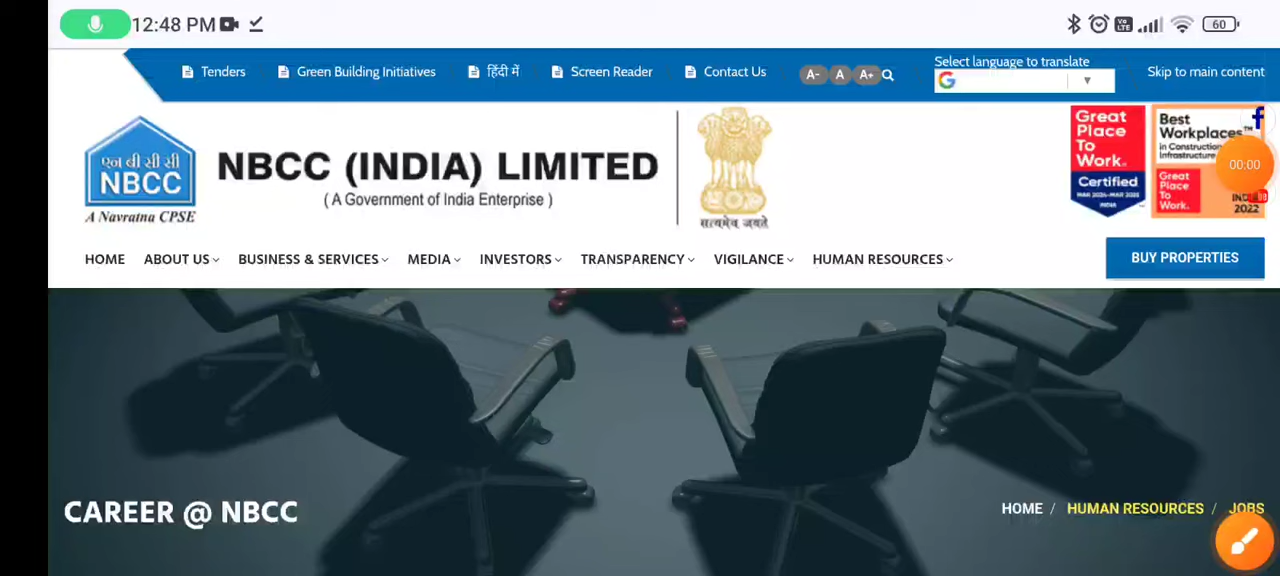 12:48 PM
Vo LTE
60
Tenders
Green Building Initiatives
हिंदी में
Screen Reader
Contact Us
A-
A
A+
Select language to translate
Skip to main content
एन बी सी सी
NBCC
A Navratna CPSE
NBCC (INDIA) LIMITED
( A Government of India Enterprise )
सत्यमेव जयते
Great
Place
To
Work®
Certified
INDIA
Best
Workplaces™
in Construction
Infrastructure
Great
Place
To
Work.
2022
00:00
HOME
ABOUT US
BUSINESS & SERVICES
MEDIA
INVESTORS
TRANSPARENCY
VIGILANCE
HUMAN RESOURCES
BUY PROPERTIES
CAREER @ NBCC
HOME / HUMAN RESOURCES / JOBS